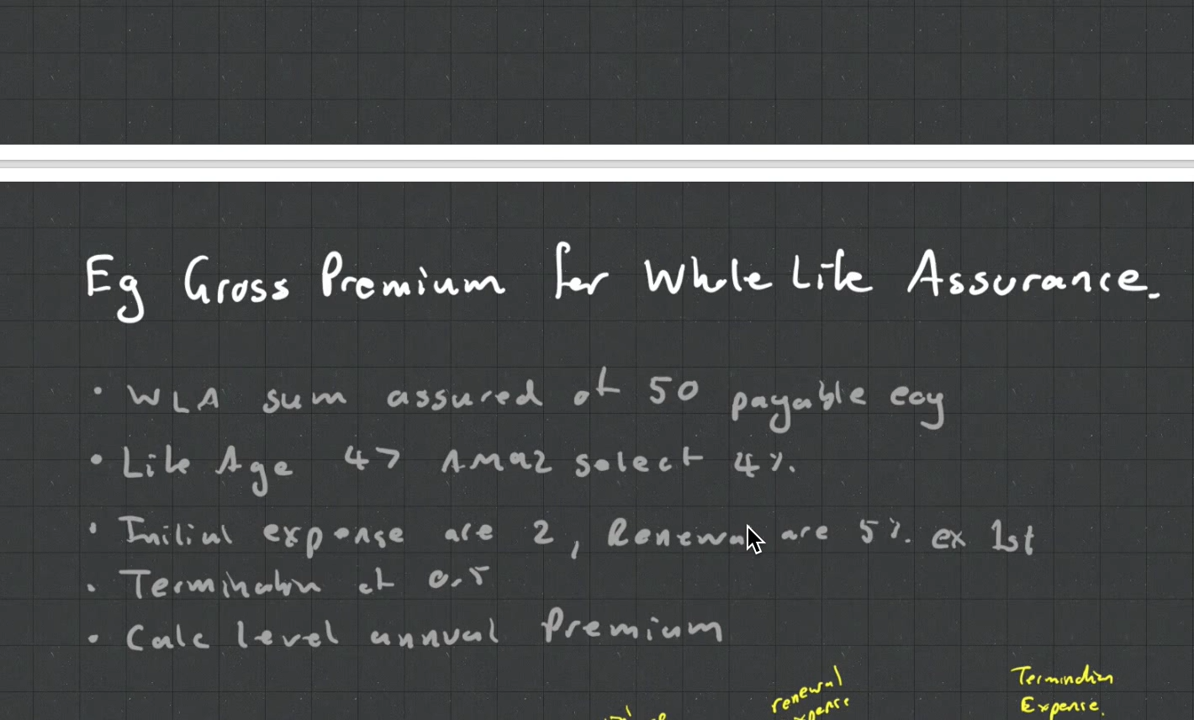 Eg Gross Premium for Whole Life Assurance.
• WLA sum assured of 50 payable eoy
• Life Age 47 AM92 select 4%.
• Initial expense are 2, Renewal are 5%. ex 1st
• Termination et 0.5
• Calc level annual Premium
renewal
Termination
Expense.